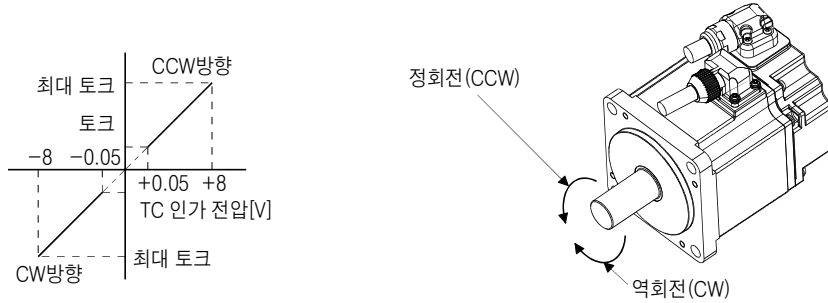 CCW방향
최대 토크
토크
-8
-0.05
+0.05
+8
TC 인가 전압[V]
CW방향
최대 토크
정회전(CCW)
역회전(CW)